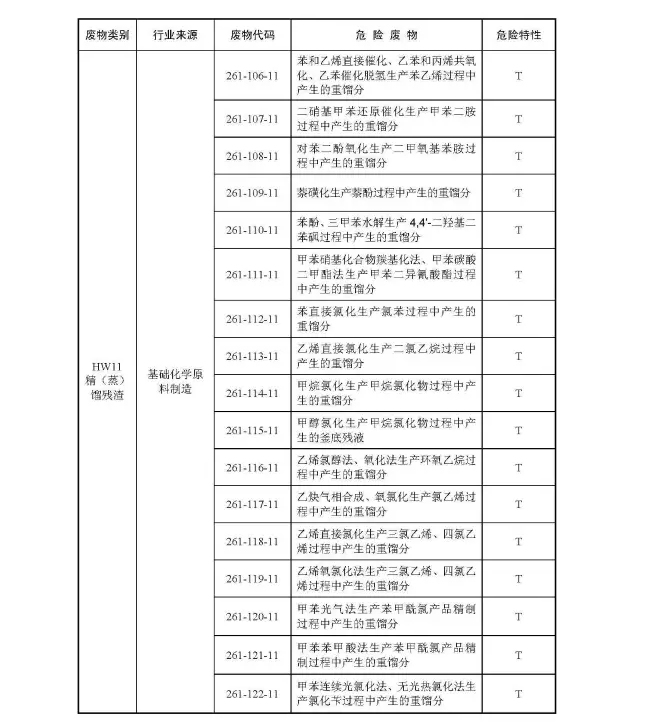 废物类别 行业来源 废物代码 危险废物 危险特性
HW11
精（蒸）
馏残渣
基础化学原
料制造
261-106-11 苯和乙烯直接催化、乙苯和丙烯共氧
化、乙苯催化脱氢生产苯乙烯过程中
产生的重馏分 T
261-107-11 二硝基甲苯还原催化生产甲苯二胺
过程中产生的重馏分 T
261-108-11 对苯二酚氧化生产二甲氧基苯胺过
程中产生的重馏分 T
261-109-11 萘磺化生产萘酚过程中产生的重馏分 T
261-110-11 苯酚、三甲苯水解生产4,4'-二羟基二
苯砜过程中产生的重馏分 T
261-111-11 甲苯硝基化合物羰基化法、甲苯碳酸
二甲酯法生产甲苯二异氰酸酯过程
中产生的重馏分 T
261-112-11 苯直接氯化生产氯苯过程中产生的
重馏分 T
261-113-11 乙烯直接氯化生产二氯乙烷过程中
产生的重馏分 T
261-114-11 甲烷氯化生产甲烷氯化物过程中产
生的重馏分 T
261-115-11 甲醇氯化生产甲烷氯化物过程中产
生的釜底残液 T
261-116-11 乙烯氯醇法、氧化法生产环氧乙烷过
程中产生的重馏分 T
261-117-11 乙炔气相合成、氧氯化生产氯乙烯过
程中产生的重馏分 T
261-118-11 乙烯直接氯化生产三氯乙烯、四氯乙
烯过程中产生的重馏分 T
261-119-11 乙烯氧氯化法生产三氯乙烯、四氯乙
烯过程中产生的重馏分 T
261-120-11 甲苯光气法生产苯甲酰氯产品精制
过程中产生的重馏分 T
261-121-11 甲苯苯甲酸法生产苯甲酰氯产品精
制过程中产生的重馏分 T
261-122-11 甲苯连续光氯化法、无光热氯化法生
产氯化苄过程中产生的重馏分 T